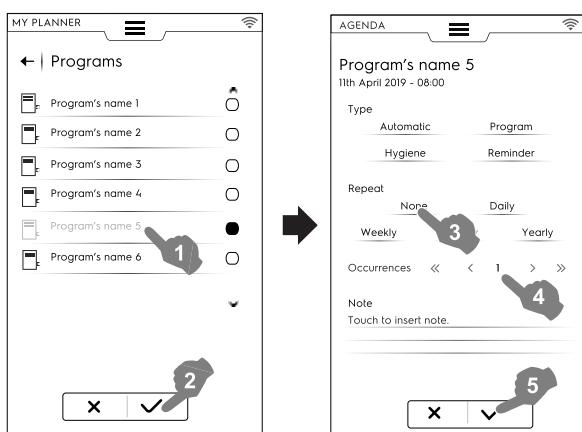 MY PLANNER
Programs
Program's name 1
Program's name 2
Program's name 3
Program's name 4
Program's name 5
Program's name 6
1
2
AGENDA
Program's name 5
11th April 2019 - 08:00
Type
Automatic Program
Hygiene Reminder
Repeat
None Daily
Weekly Yearly
3
Occurrences « < 1 > »
4
Note
Touch to insert note.
5